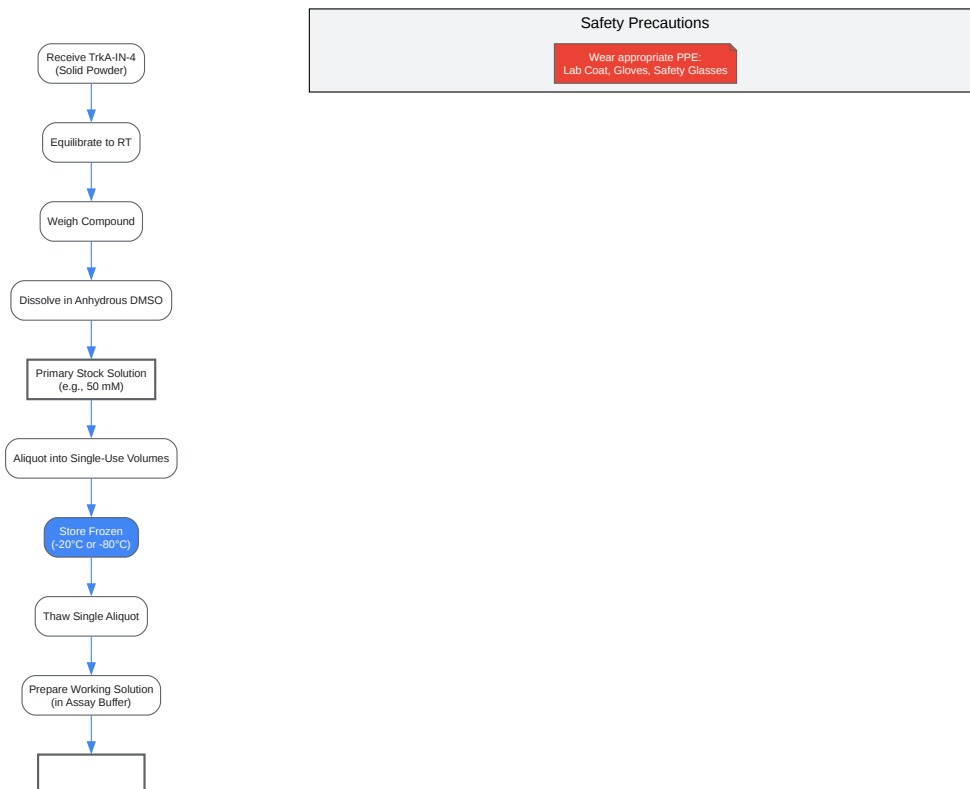 Safety Precautions
Wear appropriate PPE:
Lab Coat, Gloves, Safety Glasses
Receive TrkA-IN-4
(Solid Powder)
Equilibrate to RT
Weigh Compound
Dissolve in Anhydrous DMSO
Primary Stock Solution
(e.g., 50 mM)
Aliquot into Single-Use Volumes
Store Frozen
(-20°C or -80°C)
Thaw Single Aliquot
Prepare Working Solution
(in Assay Buffer)